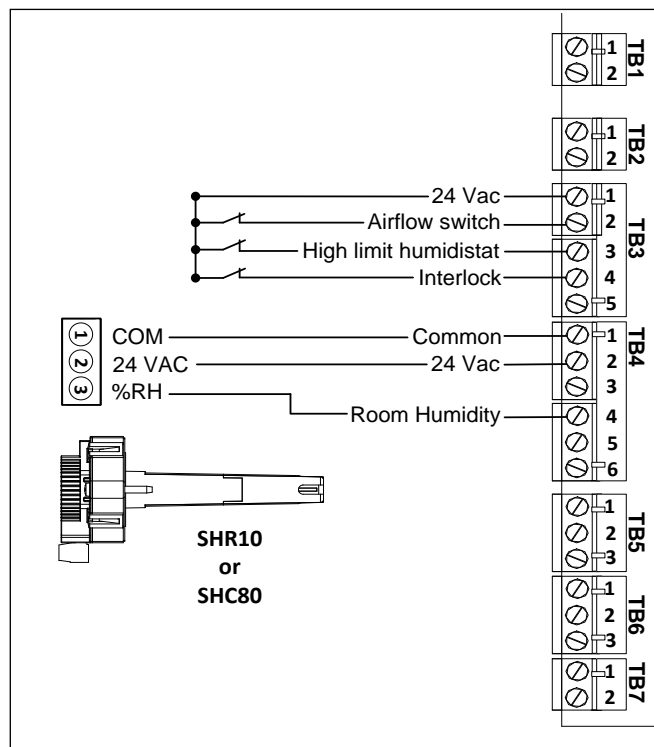 1
TB1
2
1
TB2
2
24 Vac
1
Airflow switch
2
TB3
High limit humidistat
3
Interlock
4
5
1
COM
Common
1
TB4
2
24 VAC
24 Vac
2
3
%RH
3
Room Humidity
4
5
6
SHR10
or
SHC80
1
TB5
2
3
1
TB6
2
3
1
TB7
2